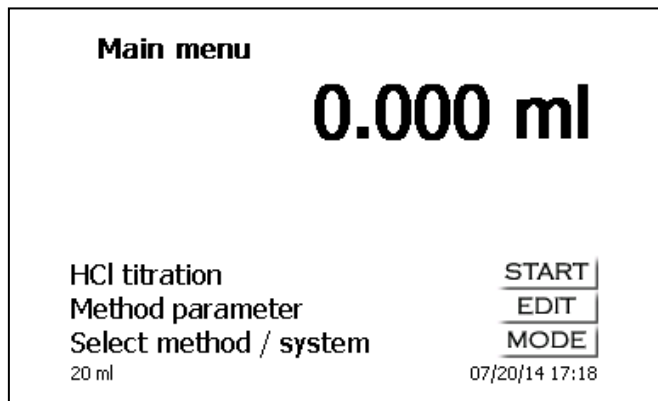 Main menu
0.000 ml
HCl titration START
Method parameter EDIT
Select method / system MODE
20 ml 07/20/14 17:18